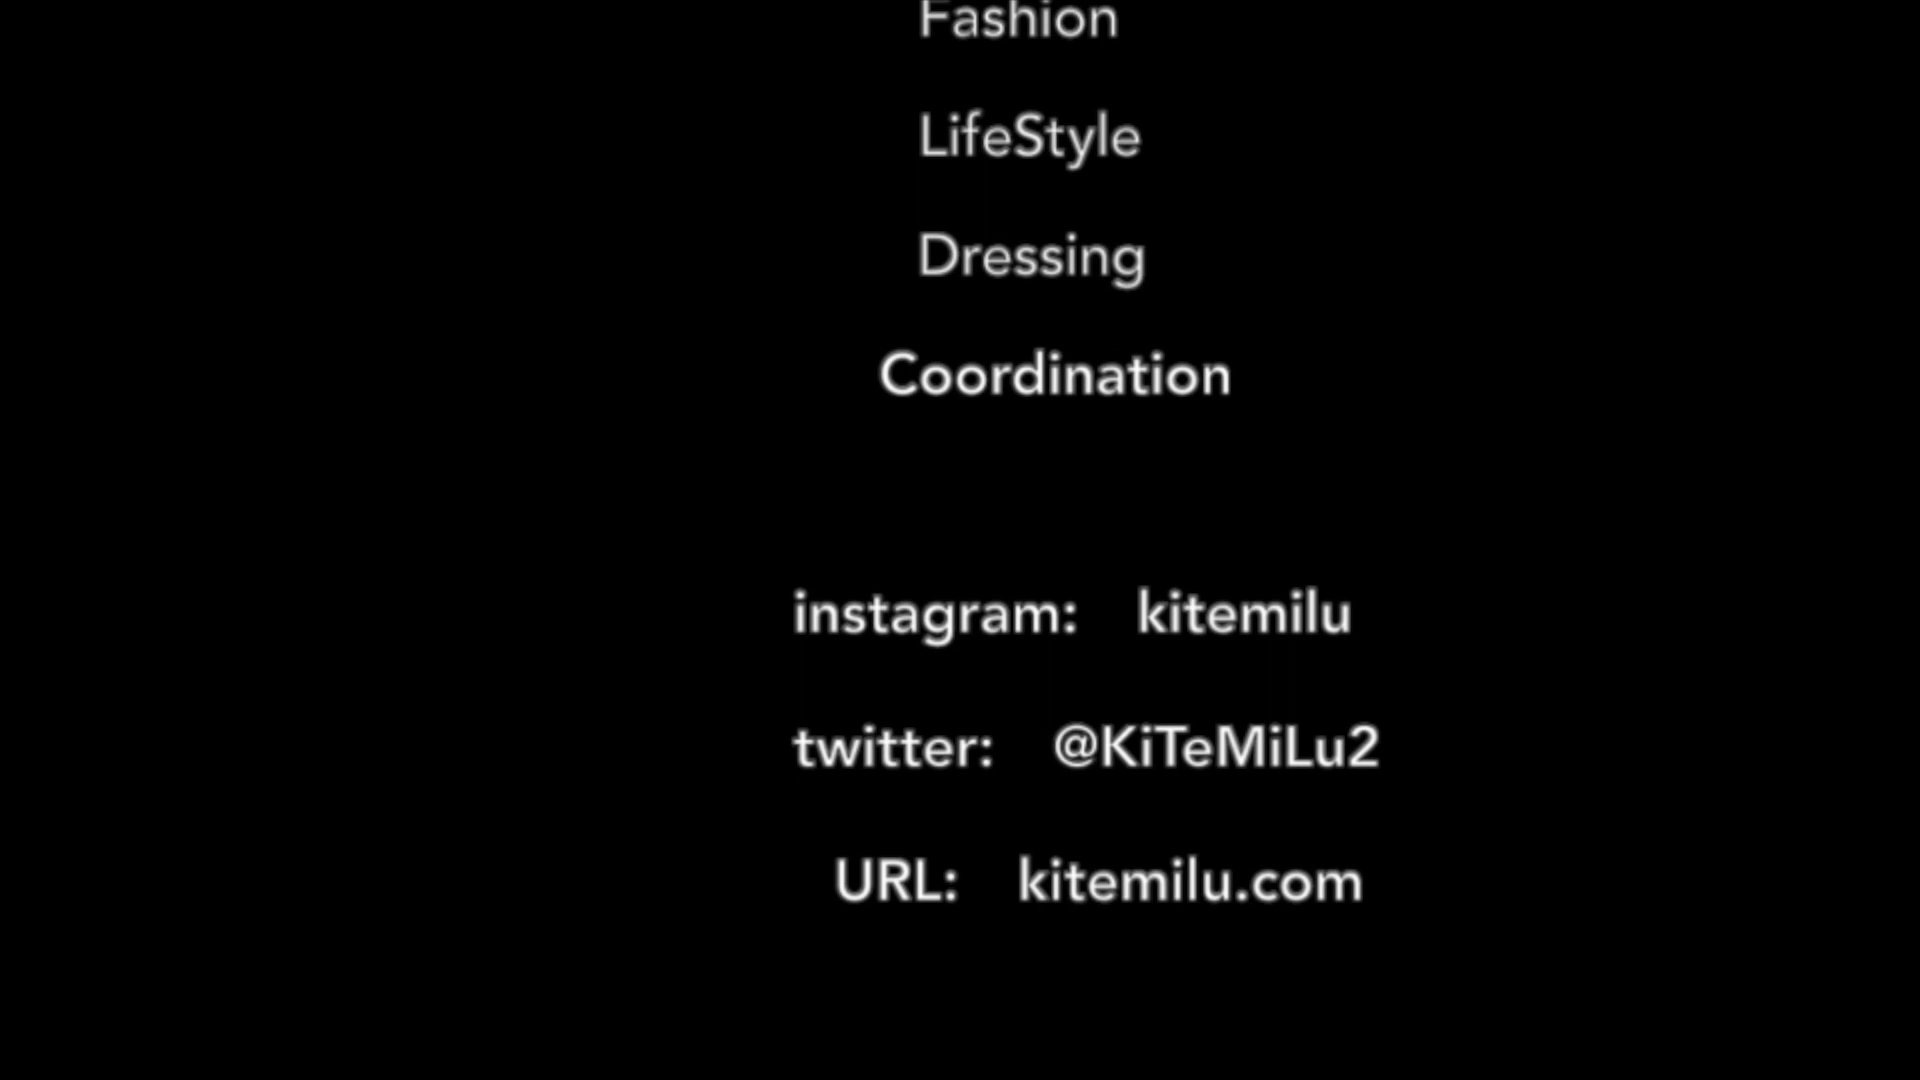 Fashion
LifeStyle
Dressing
Coordination
instagram: kitemilu
twitter: @KiTeMiLu2
URL: kitemilu.com